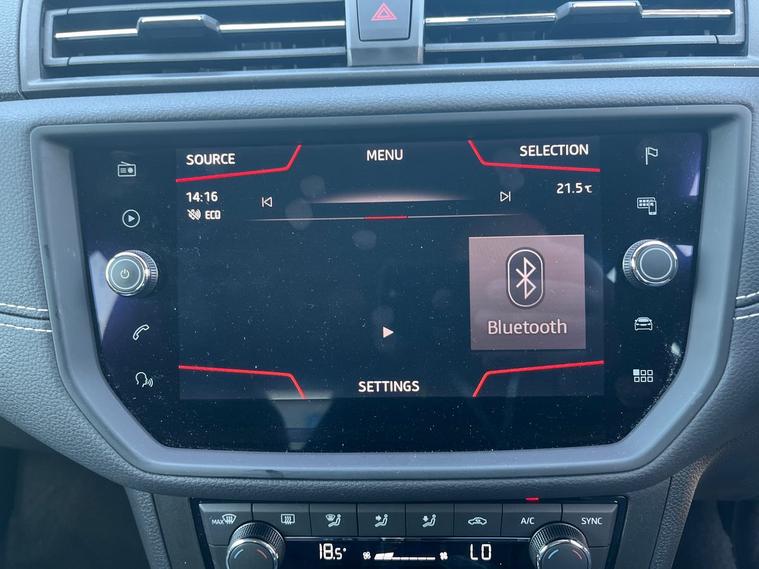 SOURCE MENU SELECTION
14:16 21.5°C
ECO
Bluetooth
SETTINGS
MAX A/C SYNC
18.5° LO